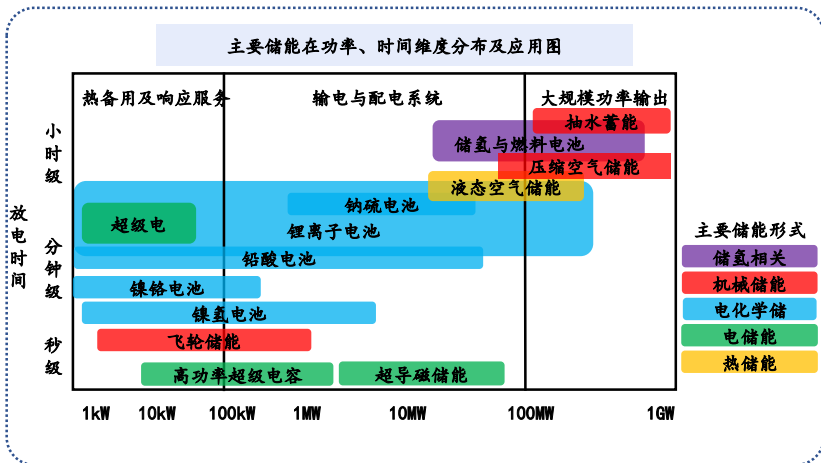 主要储能在功率、时间维度分布及应用图
热备用及响应服务
输电与配电系统
大规模功率输出
抽水蓄能
储氢与燃料电池
压缩空气储能
液态空气储能
钠硫电池
超级电
锂离子电池
铅酸电池
镍铬电池
镍氢电池
飞轮储能
高功率超级电容
超导磁储能
放电时间
小时级
分钟级
秒级
1kW
10kW
100kW
1MW
10MW
100MW
1GW
主要储能形式
储氢相关
机械储能
电化学储
电储能
热储能